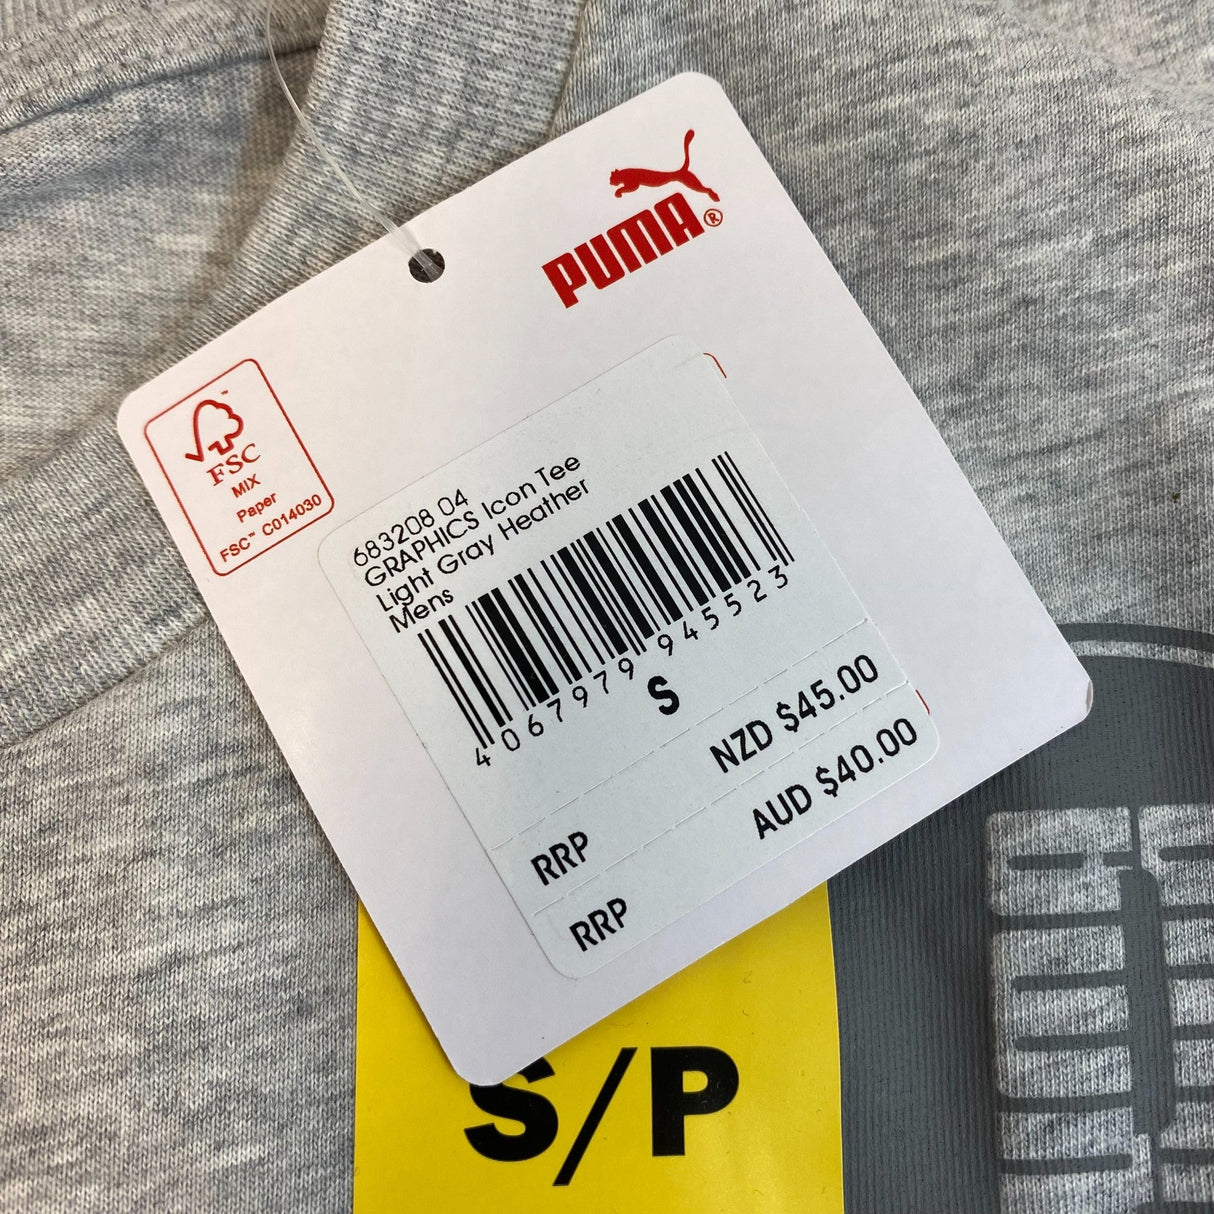 PUMA®
FSC™
MIX
Paper
FSC™ C014030
683208 04
GRAPHICS Icon Tee
Light Gray Heather
Mens
4 067979 945523
S
RRP NZD $45.00
RRP AUD $40.00
S/P